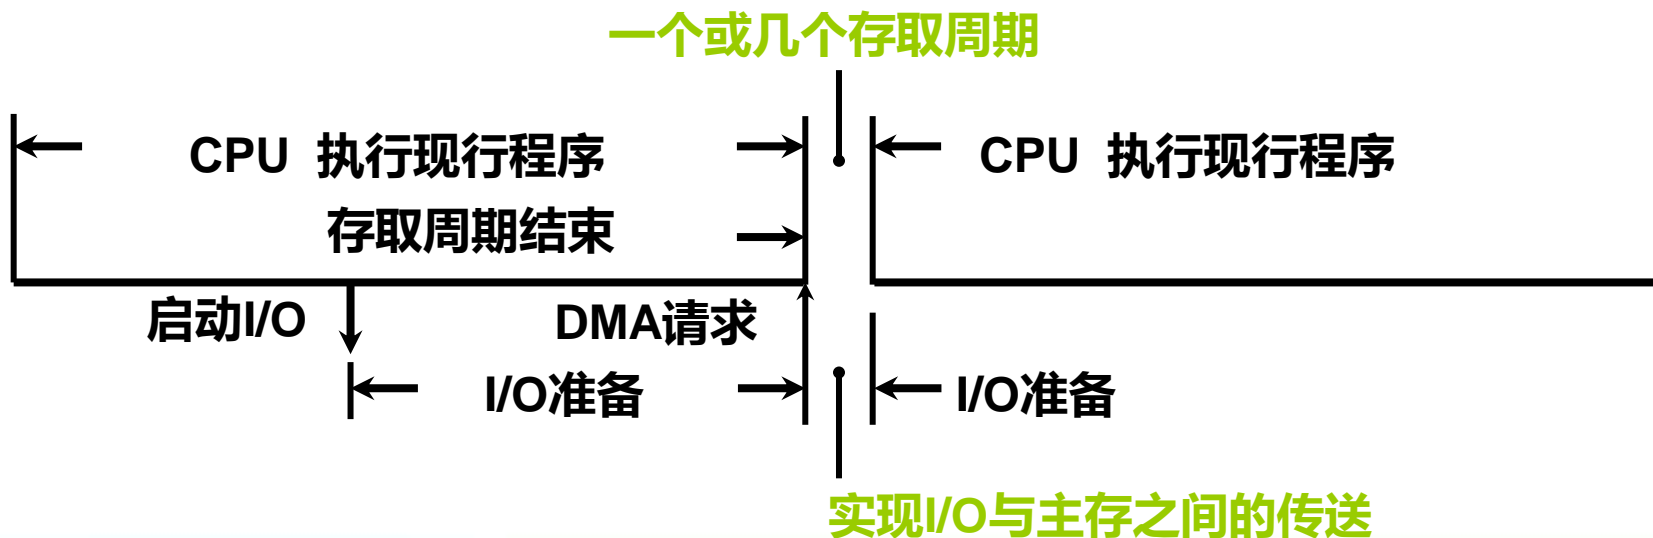 一个或几个存取周期
CPU 执行现行程序
CPU 执行现行程序
存取周期结束
启动I/O
DMA请求
I/O准备
I/O准备
实现I/O与主存之间的传送